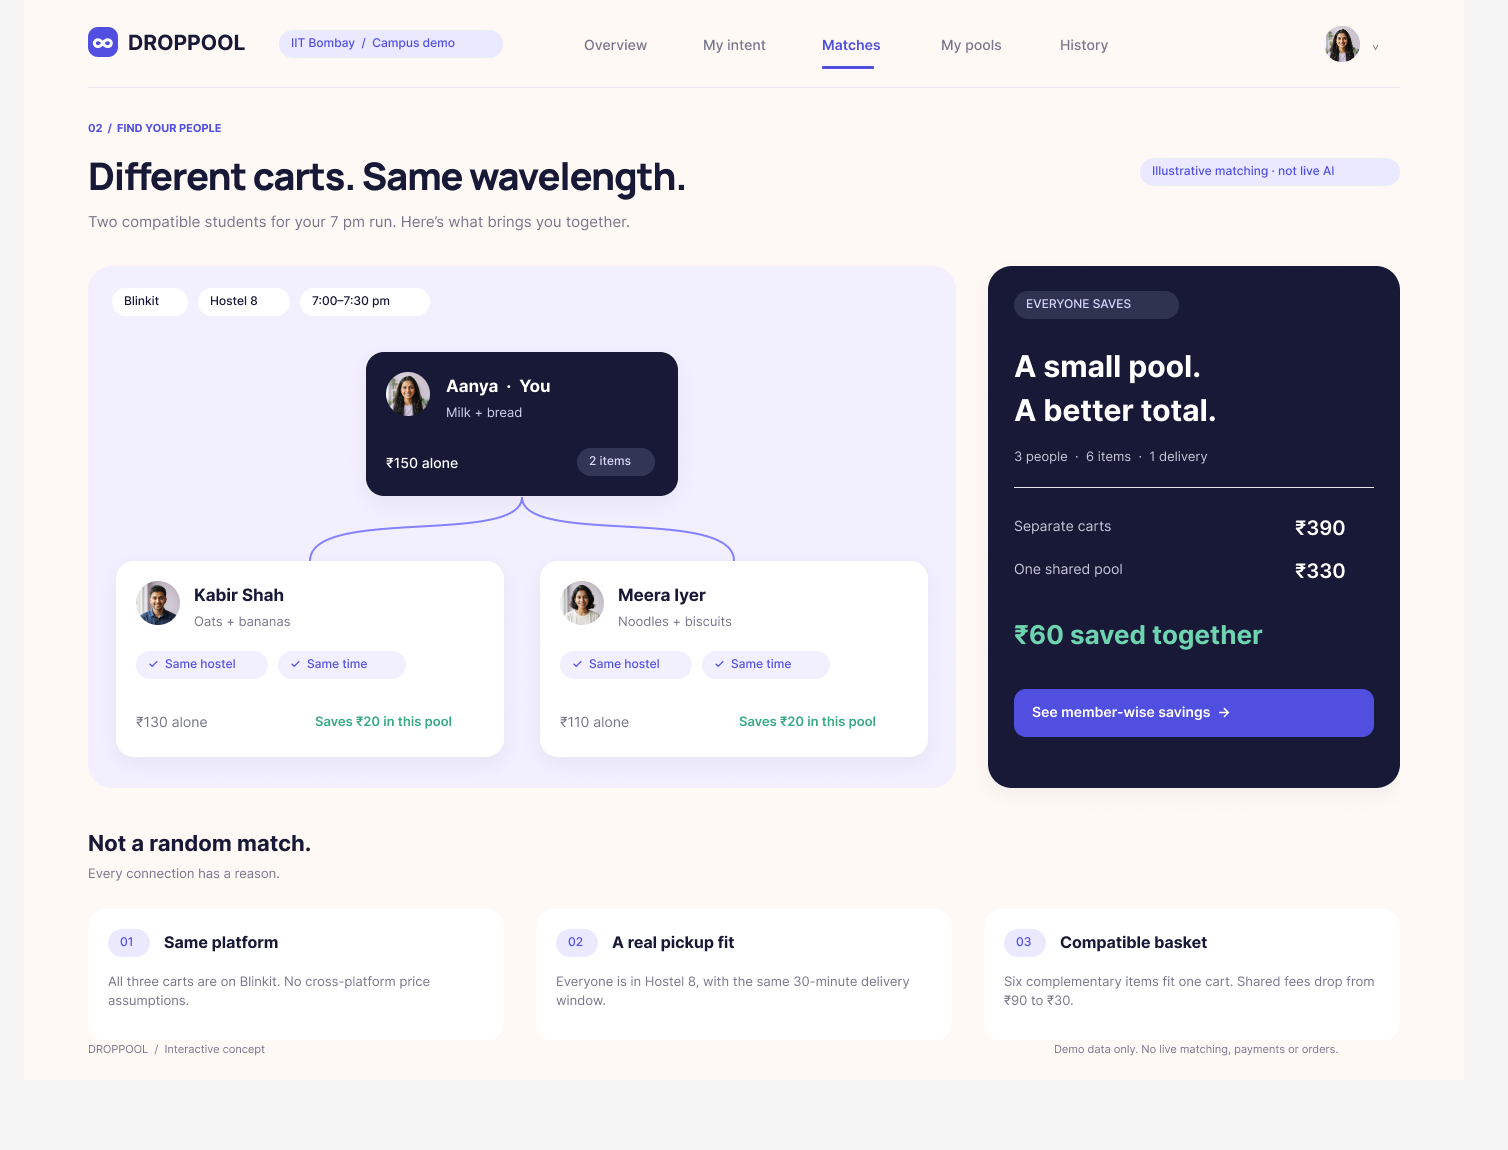 DROPPOOL
IIT Bombay / Campus demo
Overview
My intent
Matches
My pools
History
02 / FIND YOUR PEOPLE
Different carts. Same wavelength.
Illustrative matching · not live AI
Two compatible students for your 7 pm run. Here’s what brings you together.
Blinkit
Hostel 8
7:00–7:30 pm
Aanya · You
Milk + bread
₹150 alone
2 items
Kabir Shah
Oats + bananas
✓ Same hostel
✓ Same time
₹130 alone
Saves ₹20 in this pool
Meera Iyer
Noodles + biscuits
✓ Same hostel
✓ Same time
₹110 alone
Saves ₹20 in this pool
EVERYONE SAVES
A small pool.
A better total.
3 people · 6 items · 1 delivery
Separate carts ₹390
One shared pool ₹330
₹60 saved together
See member-wise savings →
Not a random match.
Every connection has a reason.
01 Same platform
All three carts are on Blinkit. No cross-platform price
assumptions.
02 A real pickup fit
Everyone is in Hostel 8, with the same 30-minute delivery
window.
03 Compatible basket
Six complementary items fit one cart. Shared fees drop from
₹90 to ₹30.
DROPPOOL / Interactive concept
Demo data only. No live matching, payments or orders.